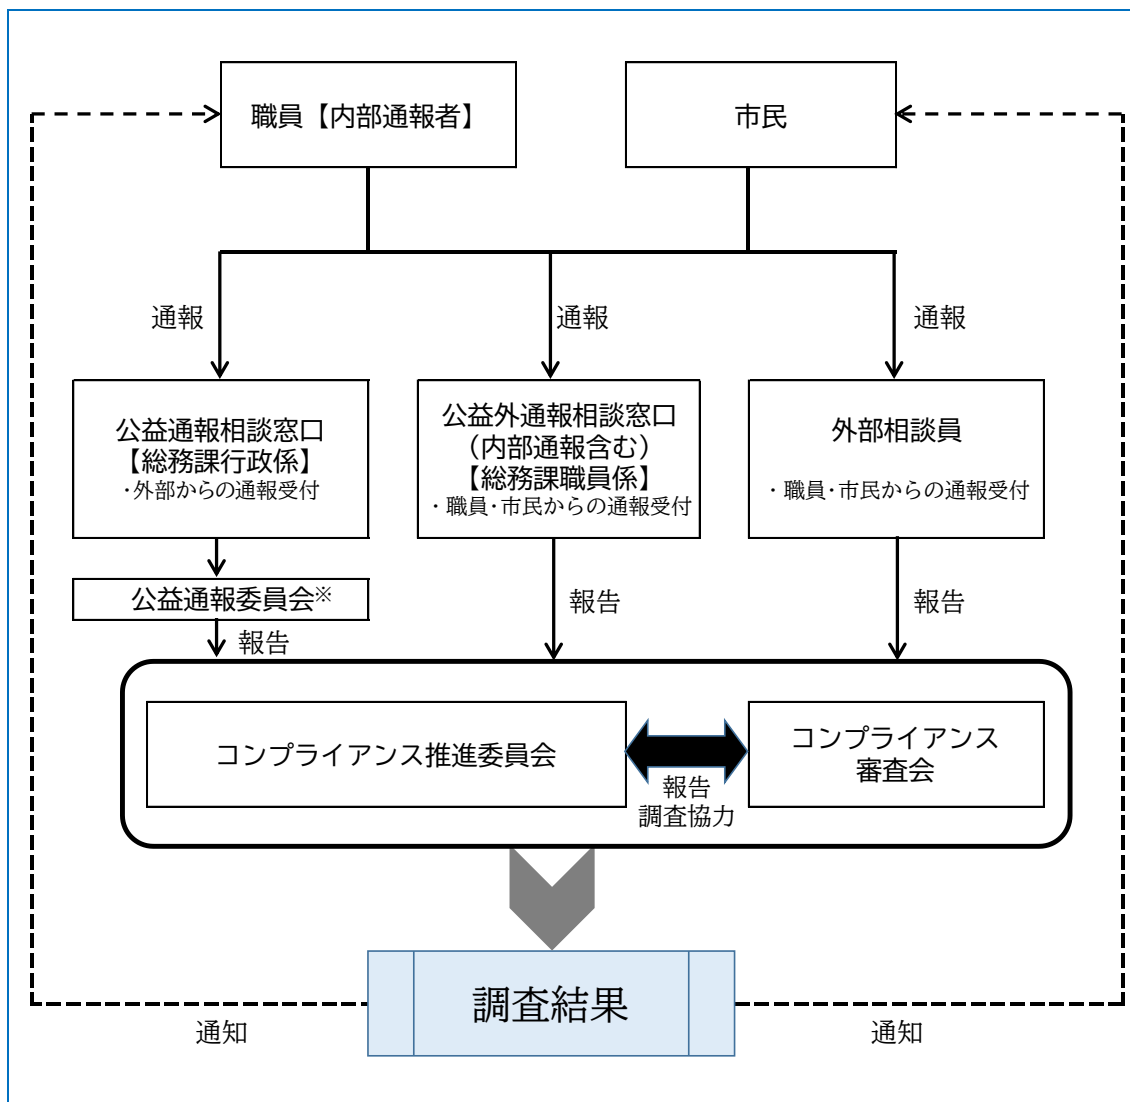 職員【内部通報者】
市民
通報
通報
通報
公益通報相談窓口
【総務課行政係】
・外部からの通報受付
公益外通報相談窓口
（内部通報含む）
【総務課職員係】
・職員・市民からの通報受付
外部相談員
・職員・市民からの通報受付
公益通報委員会※
報告
報告
報告
コンプライアンス推進委員会
報告
調査協力
コンプライアンス
審査会
調査結果
通知
通知